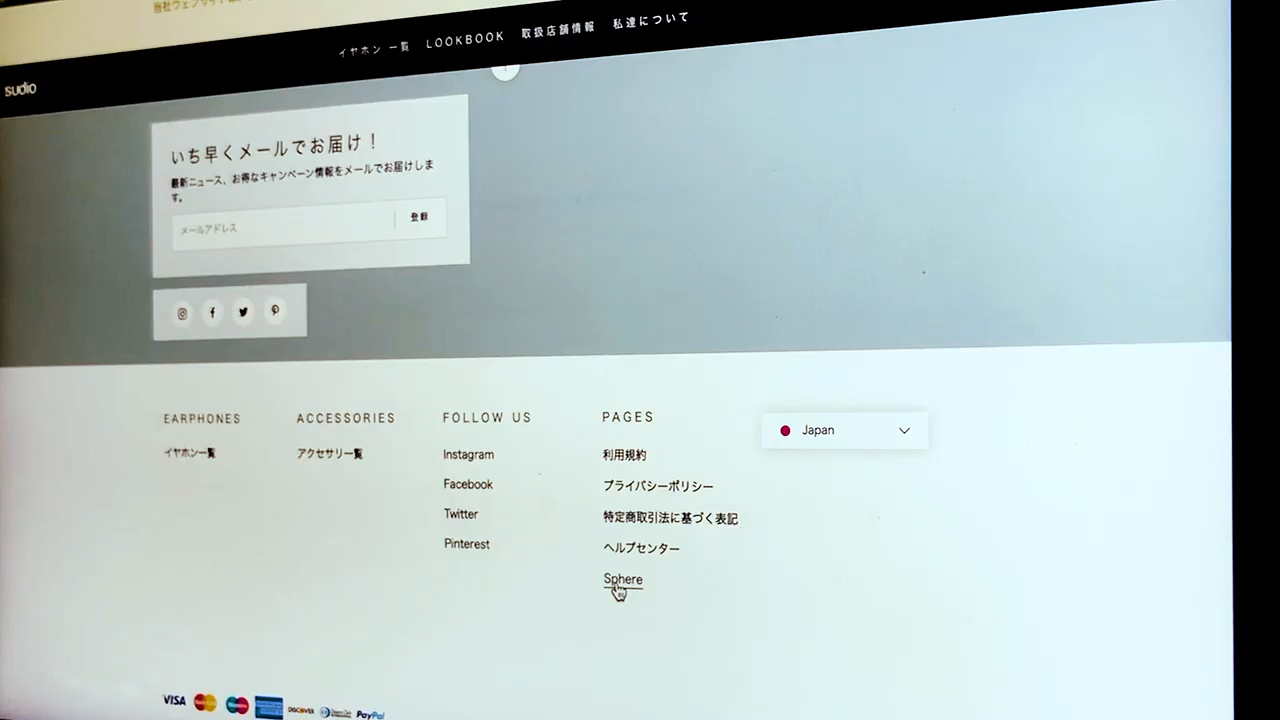 イヤホン 一覧 LOOKBOOK 取扱店舗情報 私達について
sudio
いち早くメールでお届け!
最新ニュース、お得なキャンペーン情報をメールでお届けしま
す。
メールアドレス 登録
EARPHONES
イヤホン一覧
ACCESSORIES
アクセサリ一覧
FOLLOW US
Instagram
Facebook
Twitter
Pinterest
PAGES
利用規約
プライバシーポリシー
特定商取引法に基づく表記
ヘルプセンター
Sphere
Japan
VISA
DISCOVER
PayPal